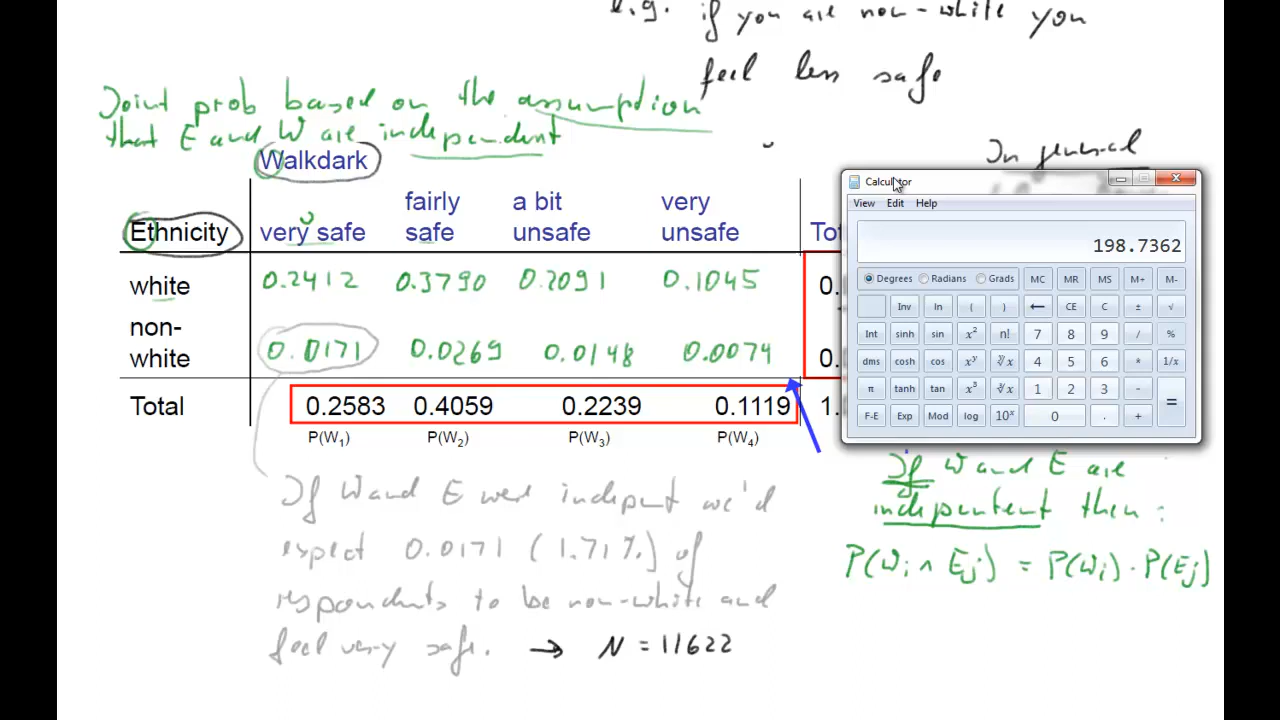 e.g. if you are non-white you
feel less safe
Joint prob based on the assumption
that E and W are independent
In general
Walkdark
Ethnicity very safe fairly safe a bit unsafe very unsafe
white 0.2412 0.3790 0.2091 0.1045 0.
non-white 0.0171 0.0269 0.0148 0.0074 0.
Total 0.2583 0.4059 0.2239 0.1119 1.
P(W1) P(W2) P(W3) P(W4)
Calculator
View Edit Help
198.7362
Degrees Radians Grads MC MR MS M+ M-
Inv ln ( ) ← CE C ± √
Int sinh sin x² n! 7 8 9 / %
dms cosh cos x^y ʸ√x 4 5 6 * 1/x
π tanh tan x³ ³√x 1 2 3 - =
F-E Exp Mod log 10ˣ 0 . +
If W and E were indepent we'd
expect 0.0171 (1.71%) of
respondents to be non-white and
feel very safe. → N = 11622
If W and E are
indepentent then:
P(Wi ∩ Ej) = P(Wi) · P(Ej)